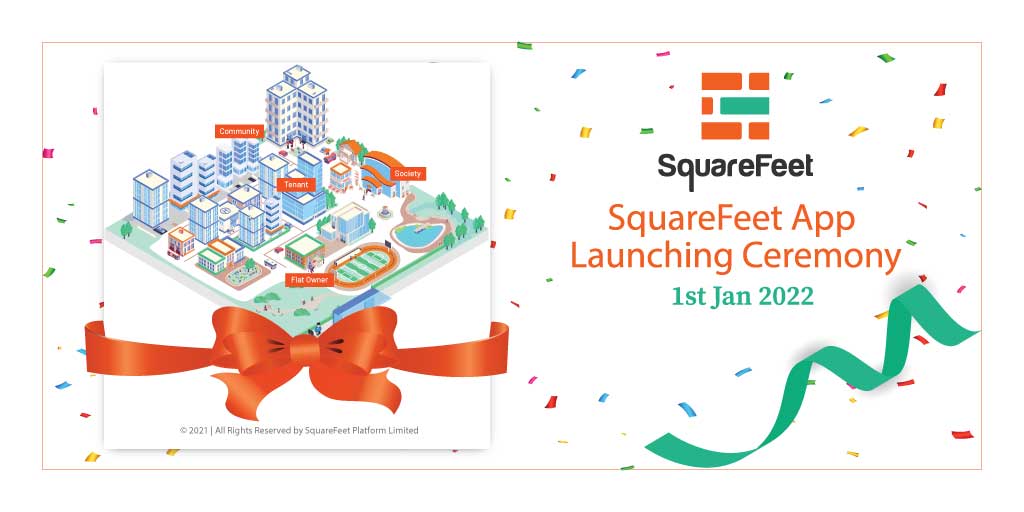 Community
Tenant
Society
Flat Owner
© 2021 | All Rights Reserved by SquareFeet Platform Limited
SquareFeet
SquareFeet App
Launching Ceremony
1st Jan 2022